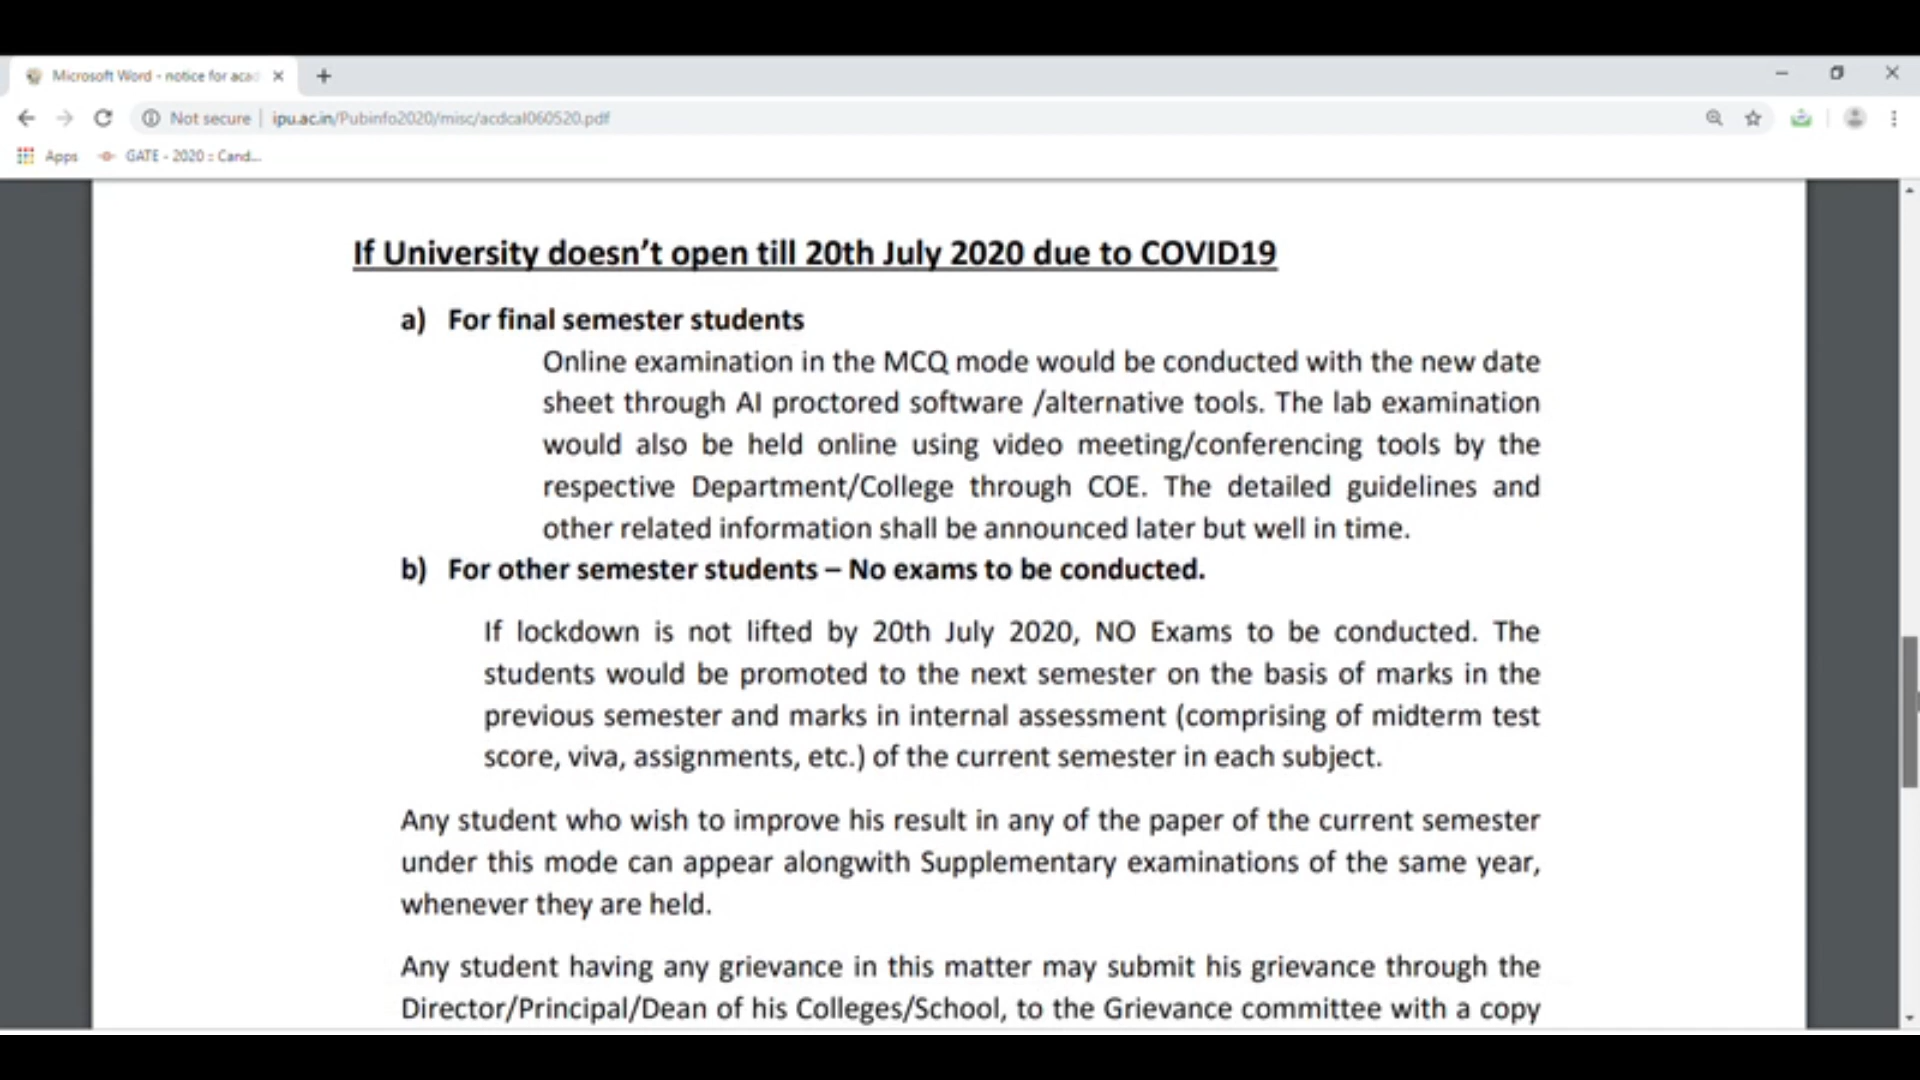 Microsoft Word - notice for acad
Not secure | ipu.ac.in/Pubinfo2020/misc/acdcal060520.pdf
Apps GATE - 2020 :: Cand...
If University doesn’t open till 20th July 2020 due to COVID19
a) For final semester students
Online examination in the MCQ mode would be conducted with the new date
sheet through AI proctored software /alternative tools. The lab examination
would also be held online using video meeting/conferencing tools by the
respective Department/College through COE. The detailed guidelines and
other related information shall be announced later but well in time.
b) For other semester students – No exams to be conducted.
If lockdown is not lifted by 20th July 2020, NO Exams to be conducted. The
students would be promoted to the next semester on the basis of marks in the
previous semester and marks in internal assessment (comprising of midterm test
score, viva, assignments, etc.) of the current semester in each subject.
Any student who wish to improve his result in any of the paper of the current semester
under this mode can appear alongwith Supplementary examinations of the same year,
whenever they are held.
Any student having any grievance in this matter may submit his grievance through the
Director/Principal/Dean of his Colleges/School, to the Grievance committee with a copy